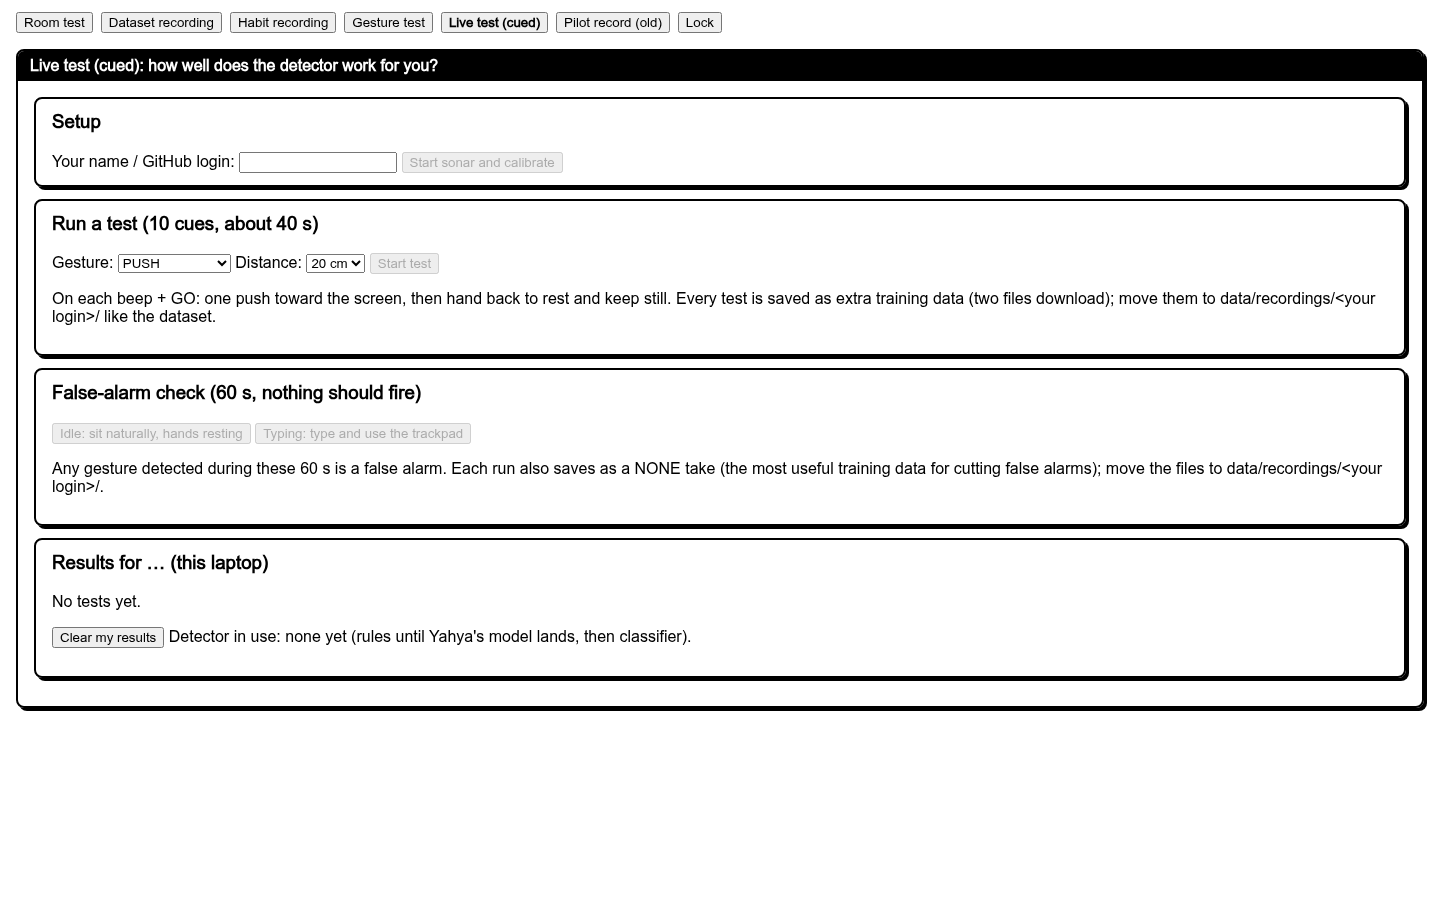 Room test Dataset recording Habit recording Gesture test Live test (cued) Pilot record (old) Lock
Live test (cued): how well does the detector work for you?
Setup
Your name / GitHub login: Start sonar and calibrate
Run a test (10 cues, about 40 s)
Gesture: PUSH Distance: 20 cm Start test
On each beep + GO: one push toward the screen, then hand back to rest and keep still. Every test is saved as extra training data (two files download); move them to data/recordings/<your
login>/ like the dataset.
False-alarm check (60 s, nothing should fire)
Idle: sit naturally, hands resting Typing: type and use the trackpad
Any gesture detected during these 60 s is a false alarm. Each run also saves as a NONE take (the most useful training data for cutting false alarms); move the files to data/recordings/<your
login>/.
Results for … (this laptop)
No tests yet.
Clear my results Detector in use: none yet (rules until Yahya's model lands, then classifier).